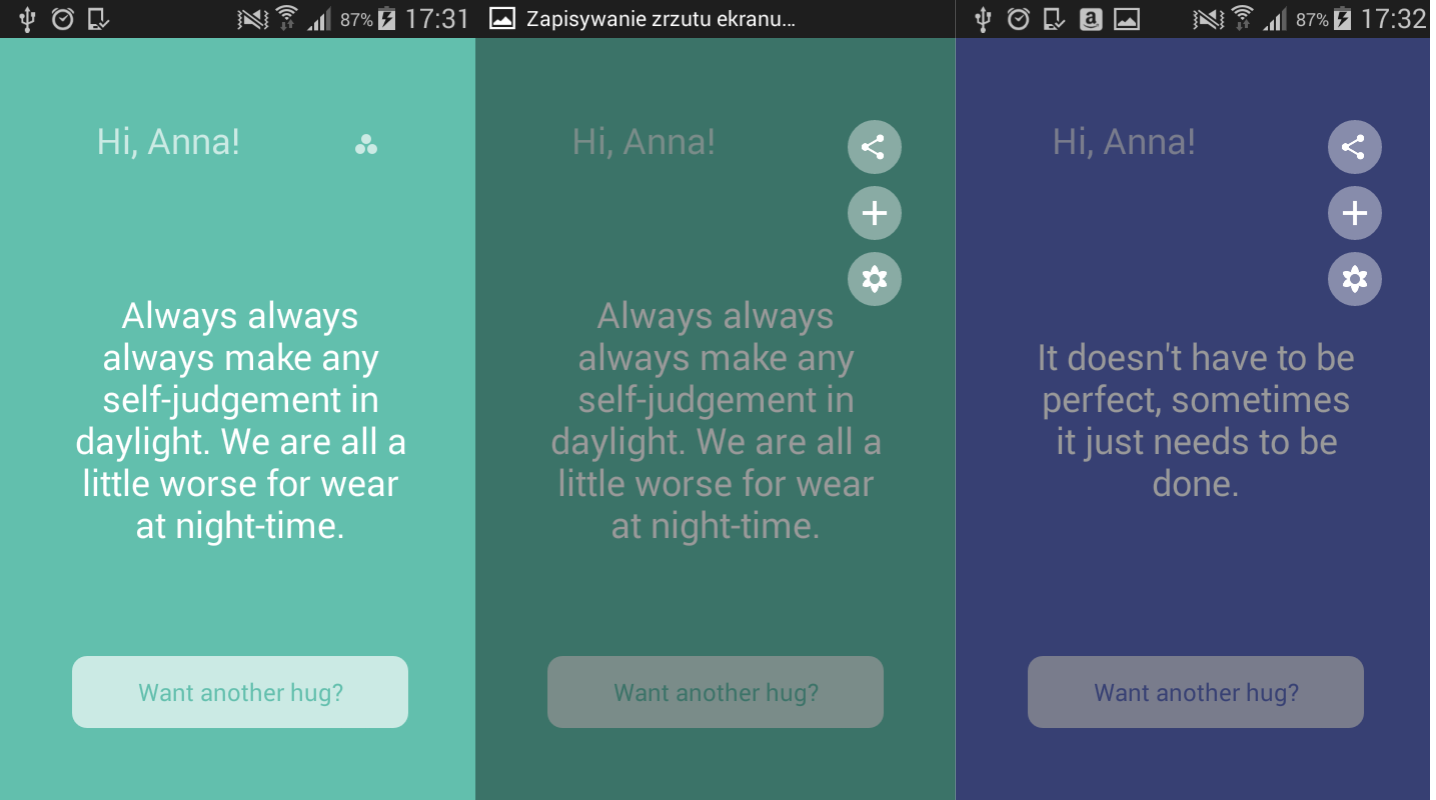 87% 17:31
Hi, Anna!
Always always
always make any
self-judgement in
daylight. We are all a
little worse for wear
at night-time.
Want another hug?
Zapisywanie zrzutu ekranu...
Hi, Anna!
Always always
always make any
self-judgement in
daylight. We are all a
little worse for wear
at night-time.
Want another hug?
a 87% 17:32
Hi, Anna!
It doesn't have to be
perfect, sometimes
it just needs to be
done.
Want another hug?